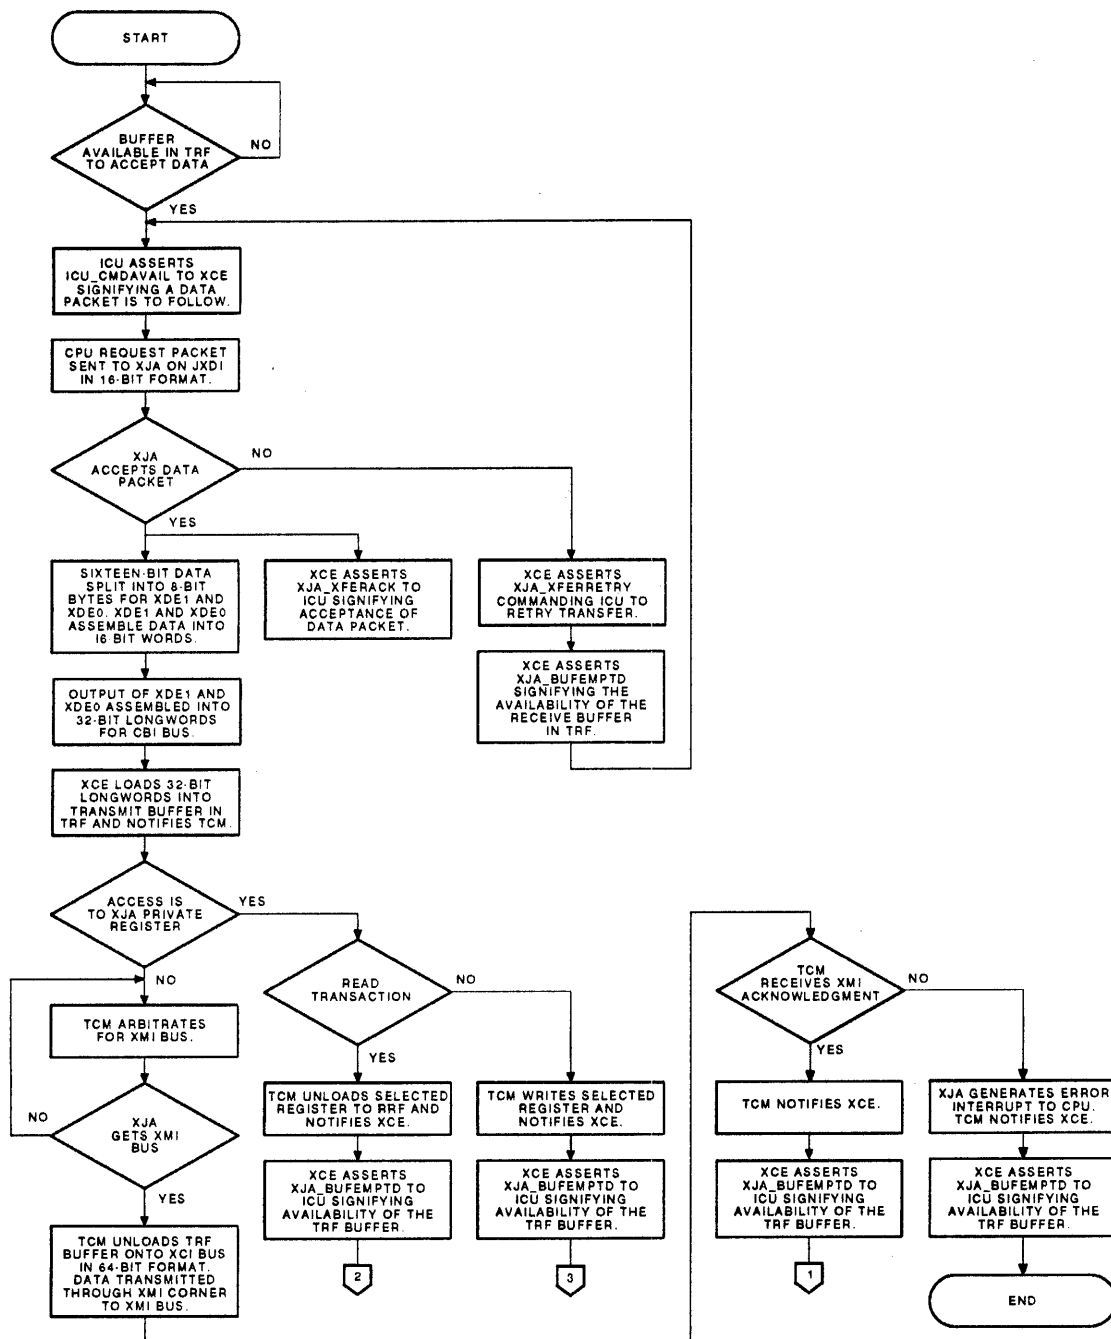 START
BUFFER
AVAILABLE IN TRF
TO ACCEPT DATA
NO
YES
ICU ASSERTS
ICU_CMDAVAIL TO XCE
SIGNIFYING A DATA
PACKET IS TO FOLLOW.
CPU REQUEST PACKET
SENT TO XJA ON JXDI
IN 16-BIT FORMAT.
XJA
ACCEPTS DATA
PACKET
NO
YES
SIXTEEN-BIT DATA
SPLIT INTO 8-BIT
BYTES FOR XDE1 AND
XDE0. XDE1 AND XDE0
ASSEMBLE DATA INTO
16-BIT WORDS.
XCE ASSERTS
XJA_XFERACK TO
ICU SIGNIFYING
ACCEPTANCE OF
DATA PACKET.
XCE ASSERTS
XJA_XFERRETRY
COMMANDING ICU TO
RETRY TRANSFER.
XCE ASSERTS
XJA_BUFEMPTD
SIGNIFYING THE
AVAILABILITY OF THE
RECEIVE BUFFER
IN TRF.
OUTPUT OF XDE1 AND
XDE0 ASSEMBLED INTO
32-BIT LONGWORDS
FOR CBI BUS.
XCE LOADS 32-BIT
LONGWORDS INTO
TRANSMIT BUFFER IN
TRF AND NOTIFIES TCM.
ACCESS IS
TO XJA PRIVATE
REGISTER
YES
NO
READ
TRANSACTION
NO
YES
TCM
RECEIVES XMI
ACKNOWLEDGMENT
NO
YES
TCM ARBITRATES
FOR XMI BUS.
XJA
GETS XMI
BUS
NO
YES
TCM UNLOADS SELECTED
REGISTER TO RRF AND
NOTIFIES XCE.
TCM WRITES SELECTED
REGISTER AND
NOTIFIES XCE.
TCM NOTIFIES XCE.
XJA GENERATES ERROR
INTERRUPT TO CPU.
TCM NOTIFIES XCE.
XCE ASSERTS
XJA_BUFEMPTD TO
ICU SIGNIFYING
AVAILABILITY OF THE
TRF BUFFER.
XCE ASSERTS
XJA_BUFEMPTD TO
ICU SIGNIFYING
AVAILABILITY OF THE
TRF BUFFER.
XCE ASSERTS
XJA_BUFEMPTD TO
ICU SIGNIFYING
AVAILABILITY OF THE
TRF BUFFER.
XCE ASSERTS
XJA_BUFEMPTD TO
ICU SIGNIFYING
AVAILABILITY OF THE
TRF BUFFER.
TCM UNLOADS TRF
BUFFER ONTO XCI BUS
IN 64-BIT FORMAT.
DATA TRANSMITTED
THROUGH XMI CORNER
TO XMI BUS.
2
3
1
END